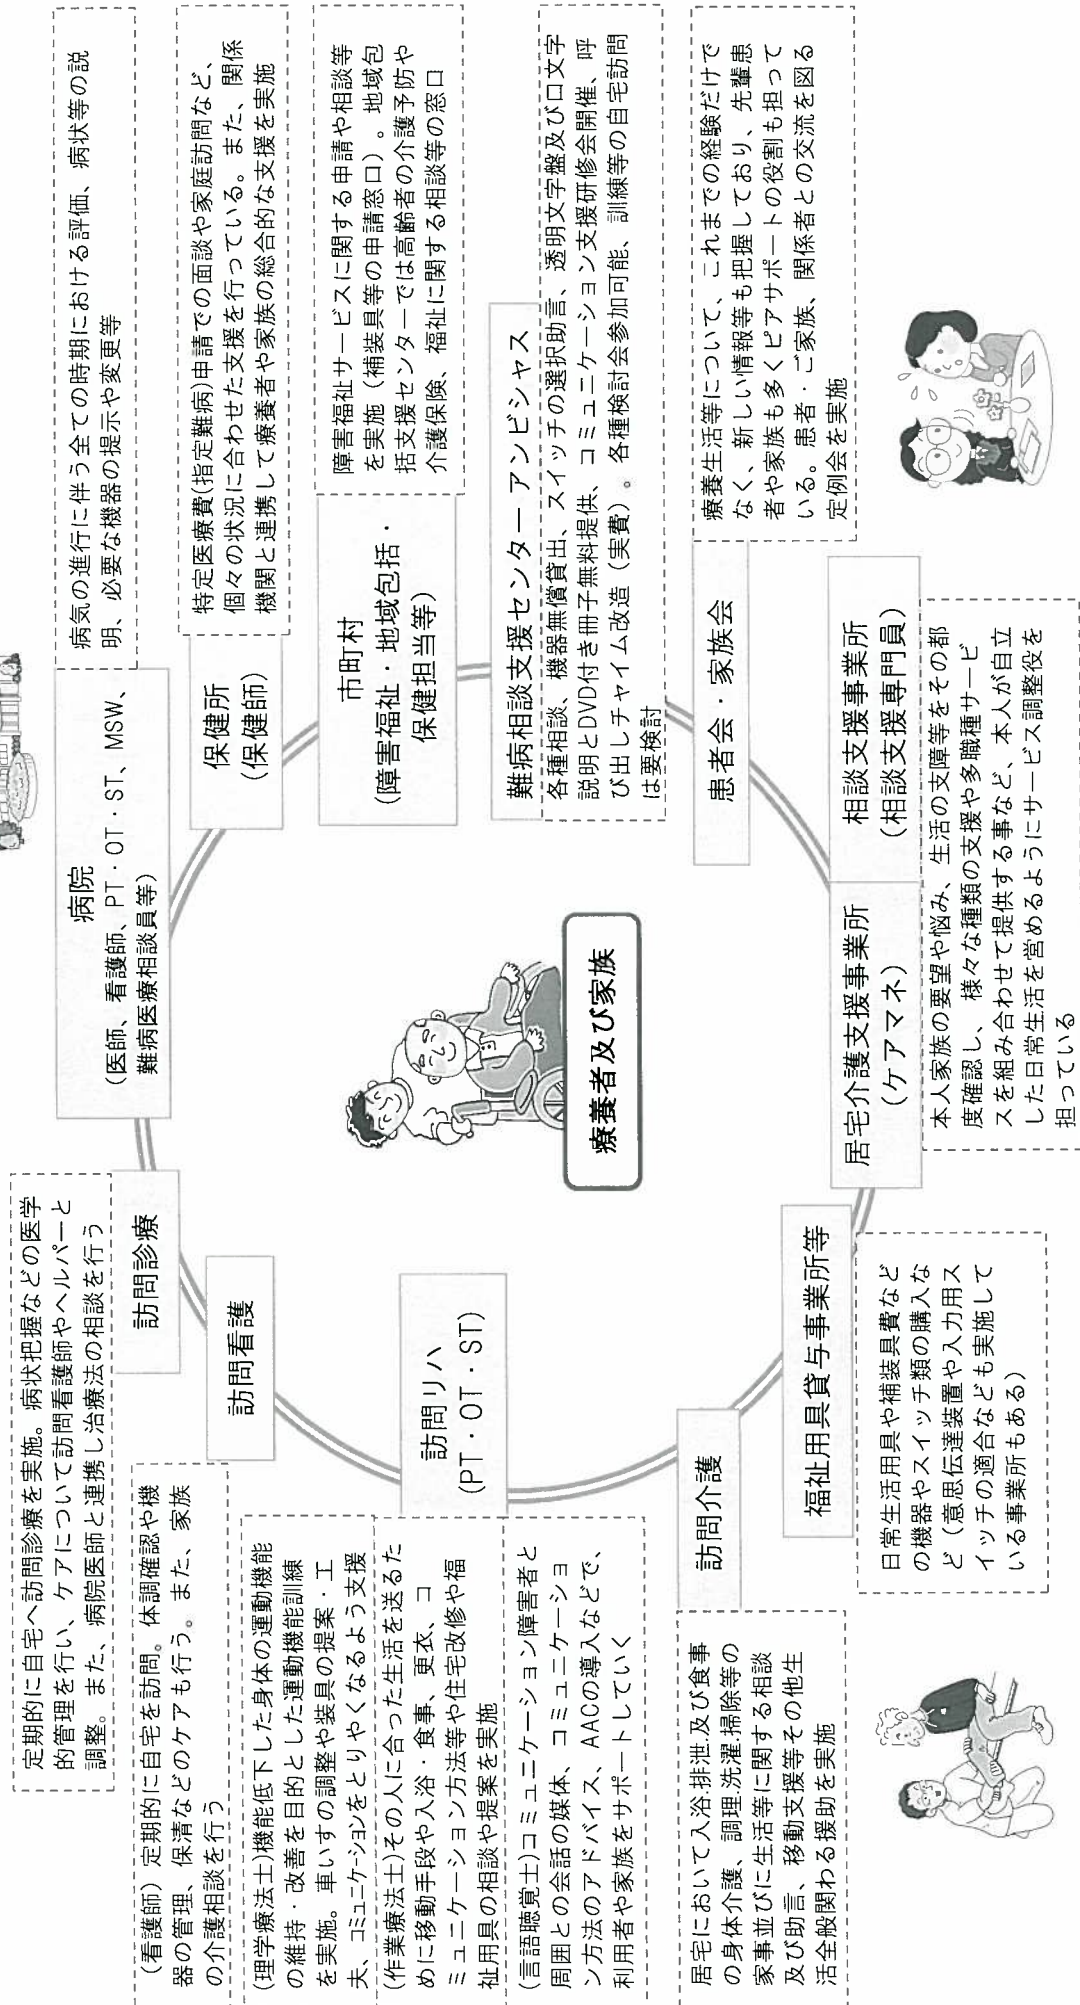 病院
(医師、看護師、PT・OT・ST、MSW、
難病医療相談員等)
病気の進行に伴う全ての時期における評価、病状等の説
明、必要な機器の提示や変更等
保健所
(保健師)
特定医療費(指定難病)申請での面談や家庭訪問など、
個々の状況に合わせた支援を行っている。また、関係
機関と連携して療養者や家族の総合的な支援を実施
市町村
(障害福祉・地域包括・
保健担当等)
障害福祉サービスに関する申請や相談等
を実施（補装具等の申請窓口）。地域包
括支援センターでは高齢者の介護予防や
介護保険、福祉に関する相談等の窓口
難病相談支援センターアンビシャス
各種相談、機器無償貸出、スイッチの選択助言、透明文字盤及び口文字
説明とDVD付き冊子無料提供、コミュニケーション支援研修会開催、呼
び出しチャイム改造（実費）。各種検討会参加可能、訓練等の自宅訪問
は要検討
患者会・家族会
療養生活等について、これまでの経験だけで
なく、新しい情報等も把握しており、先輩患
者や家族も多くピアサポートの役割も担って
いる。患者・ご家族、関係者との交流を図る
定例会を実施
相談支援事業所
(相談支援専門員)
居宅介護支援事業所
(ケアマネ)
本人家族の要望や悩み、生活の支障等をその都
度確認し、様々な種類の支援や多職種サービ
スを組み合わせて提供する事など、本人が自立
した日常生活を営めるようにサービス調整役を
担っている
福祉用具貸与事業所等
日常生活用具や補装具費など
の機器やスイッチ類の購入な
ど（意思伝達装置や入力用ス
イッチの適合なども実施して
いる事業所もある）
訪問介護
居宅において入浴.排泄.及び食事
の身体介護、調理.洗濯.掃除等の
家事並びに生活等に関する相談
及び助言、移動支援等その他生
活全般関わる援助を実施
訪問リハ
(PT・OT・ST)
(理学療法士)機能低下した身体の運動機能
の維持・改善を目的とした運動機能訓練
を実施。車いすの調整や装具の提案・工
夫、コミュニケーションをとりやくなるよう支援
(作業療法士)その人に合った生活を送るた
めに移動手段や入浴・食事、更衣、コ
ミュニケーション方法等や住宅改修や福
祉用具の相談や提案を実施
(言語聴覚士)コミュニケーション障害者と
周囲との会話の媒体、コミュニケーショ
ン方法のアドバイス、AACの導入などで、
利用者や家族をサポートしていく
訪問看護
(看護師）定期的に自宅を訪問。体調確認や機
器の管理、保清などのケアも行う。また、家族
の介護相談を行う
訪問診療
定期的に自宅へ訪問診療を実施。病状把握などの医学
的管理を行い、ケアについて訪問看護師やヘルパーと
調整。また、病院医師と連携し治療法の相談を行う
療養者及び家族